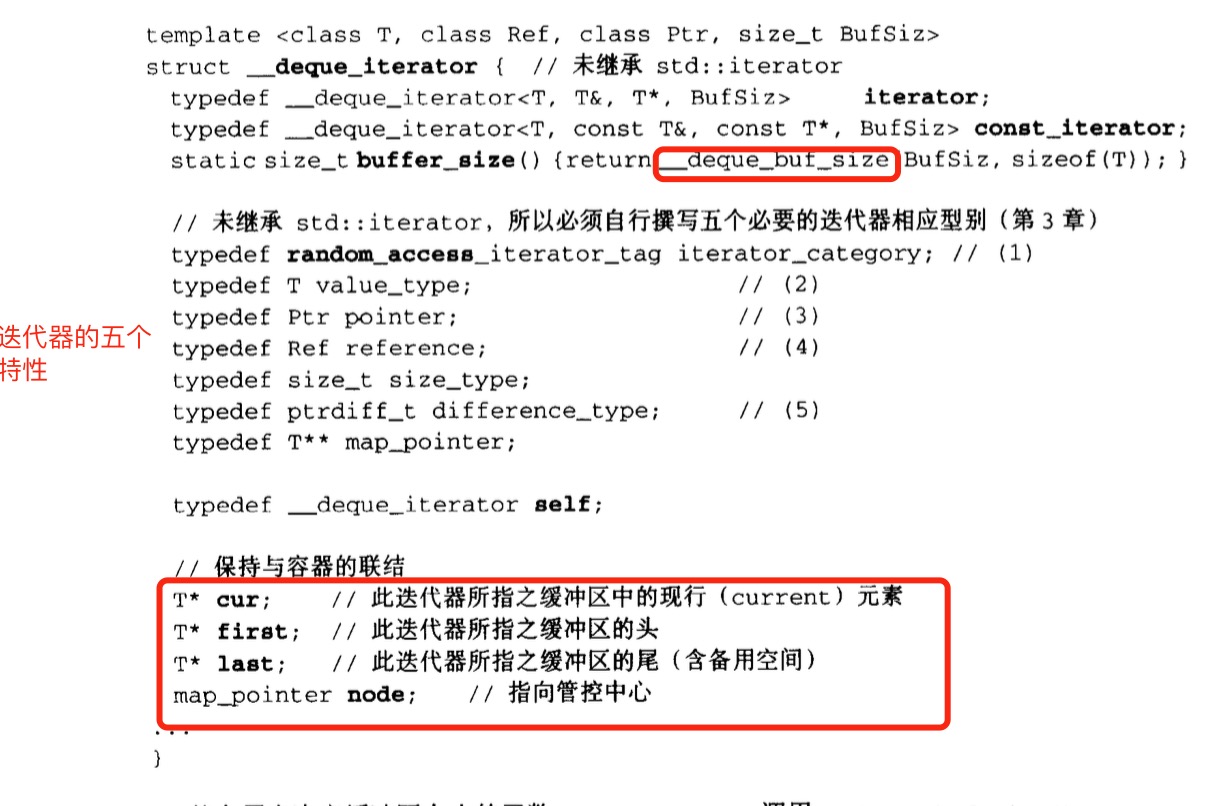 template <class T, class Ref, class Ptr, size_t BufSiz>
struct __deque_iterator { // 未继承 std::iterator
typedef __deque_iterator<T, T&, T*, BufSiz> iterator;
typedef __deque_iterator<T, const T&, const T*, BufSiz> const_iterator;
static size_t buffer_size() {return __deque_buf_size BufSiz, sizeof(T)); }
// 未继承 std::iterator, 所以必须自行撰写五个必要的迭代器相应型别（第 3 章）
typedef random_access_iterator_tag iterator_category; // (1)
typedef T value_type; // (2)
typedef Ptr pointer; // (3)
迭代器的五个
特性
typedef Ref reference; // (4)
typedef size_t size_type;
typedef ptrdiff_t difference_type; // (5)
typedef T** map_pointer;
typedef __deque_iterator self;
// 保持与容器的联结
T* cur; // 此迭代器所指之缓冲区中的现行（current）元素
T* first; // 此迭代器所指之缓冲区的头
T* last; // 此迭代器所指之缓冲区的尾（含备用空间）
map_pointer node; // 指向管控中心
...
}